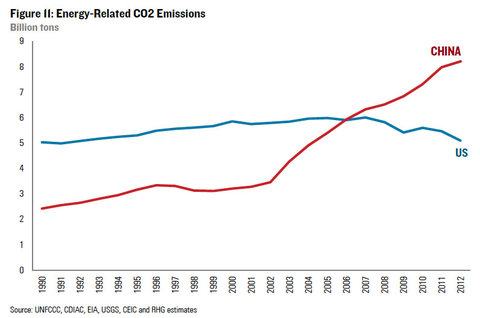 Figure 11: Energy-Related CO2 Emissions
Billion tons
9
8
7
6
5
4
3
2
1
0
CHINA
US
1990 1991 1992 1993 1994 1995 1996 1997 1998 1999 2000 2001 2002 2003 2004 2005 2006 2007 2008 2009 2010 2011 2012
Source: UNFCCC, CDIAC, EIA, USGS, CEIC and RHG estimates